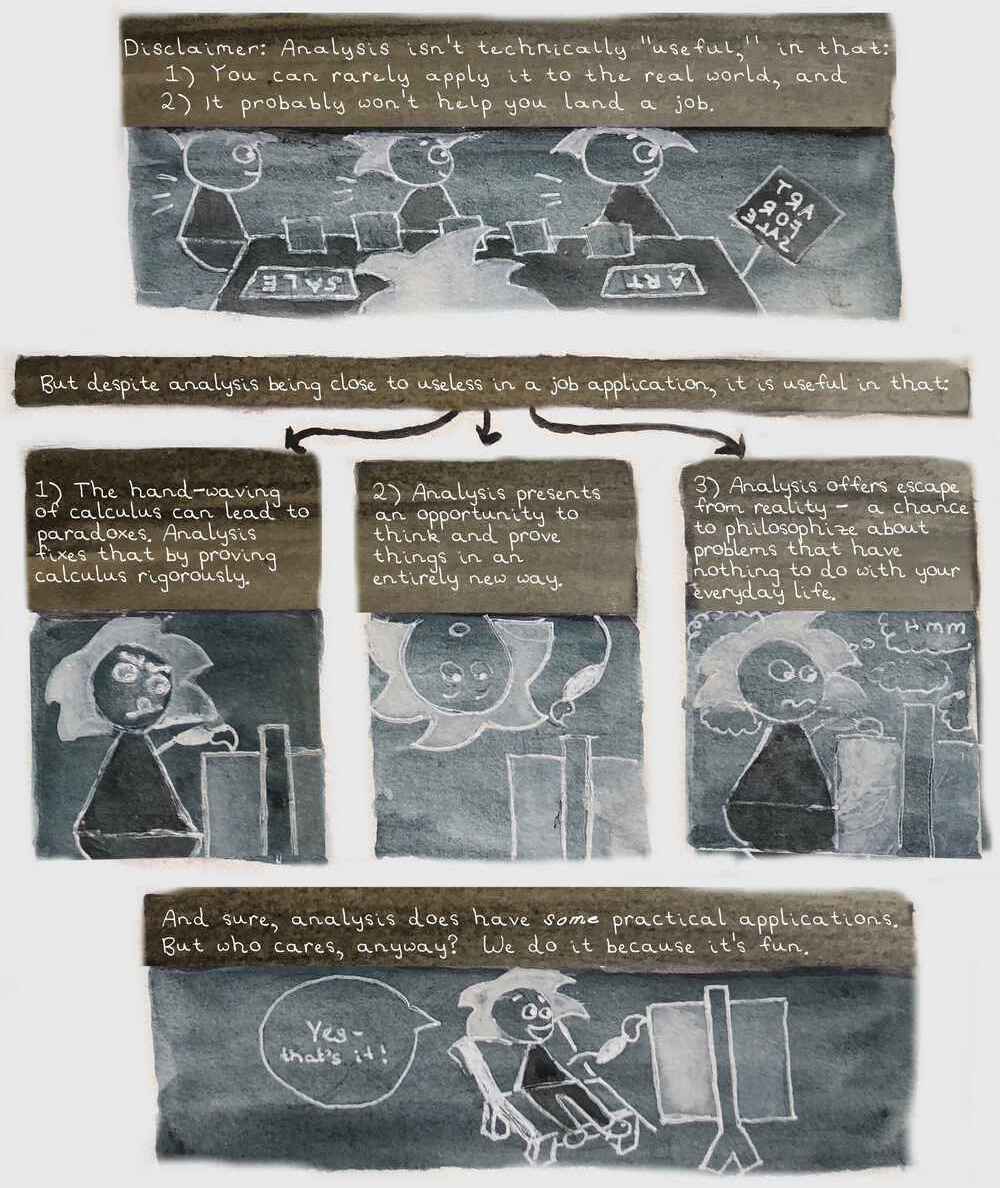 Disclaimer: Analysis isn't technically "useful," in that:
1) You can rarely apply it to the real world, and
2) It probably won't help you land a job.
ART
FORE
SALE
SALE
ART
But despite analysis being close to useless in a job application, it is useful in that:
1) The hand-waving
of calculus can lead to
paradoxes. Analysis
fixes that by proving
calculus rigorously.
2) Analysis presents
an opportunity to
think and prove
things in an
entirely new way.
3) Analysis offers escape
from reality - a chance
to philosophize about
problems that have
nothing to do with your
everyday life.
Hmm
And sure, analysis does have some practical applications.
But who cares, anyway? We do it because it's fun.
Yes-
that's it!